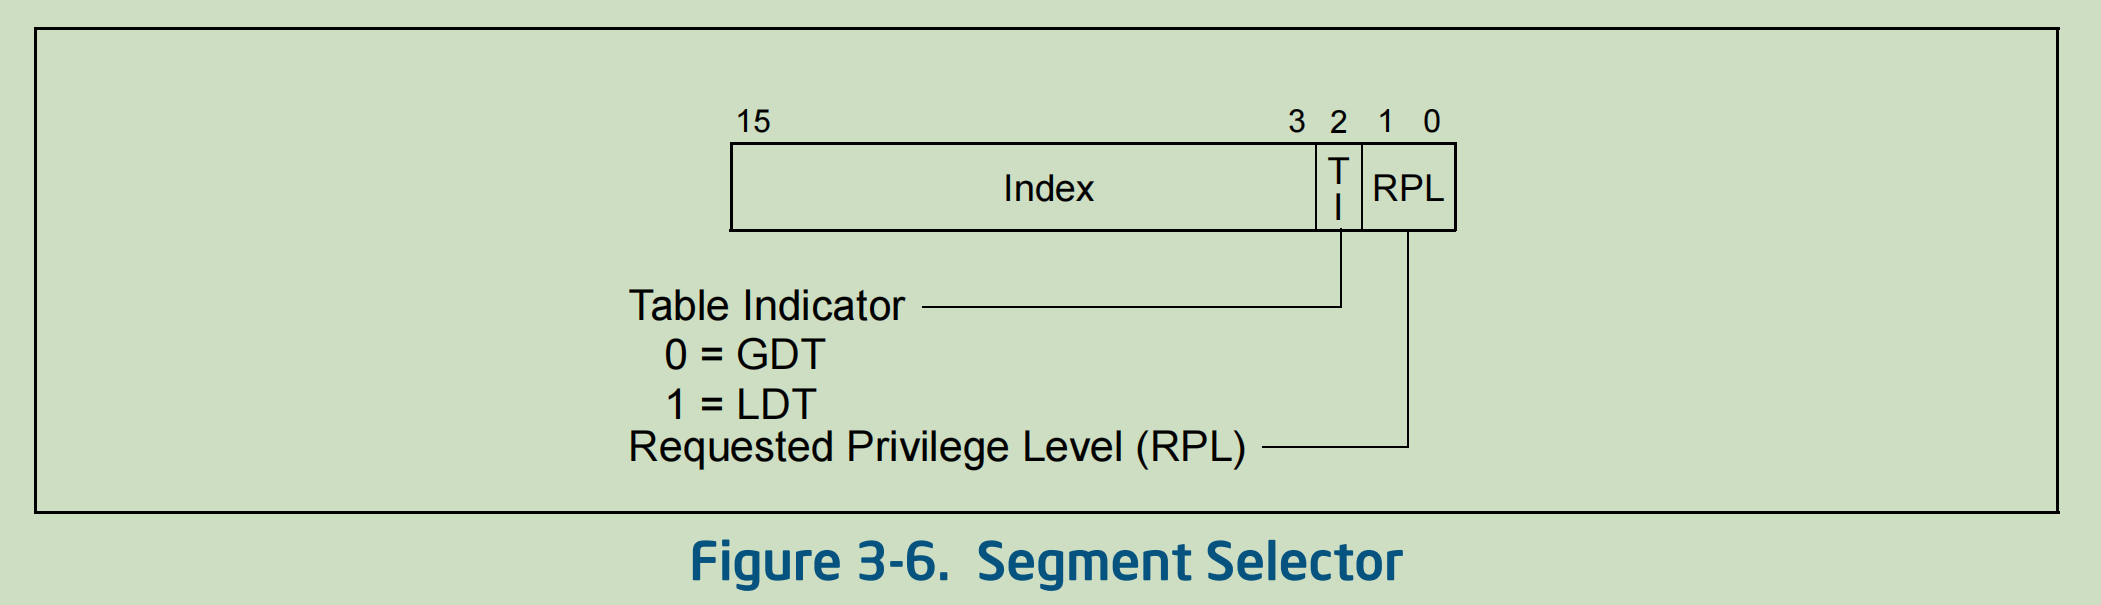 15 3 2 1 0
Index TI RPL
Table Indicator
0 = GDT
1 = LDT
Requested Privilege Level (RPL)
Figure 3-6. Segment Selector